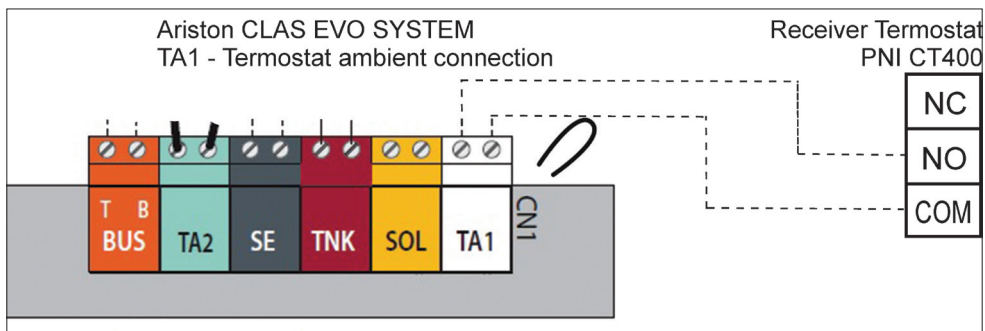 Ariston CLAS EVO SYSTEM
TA1 - Termostat ambient connection
Receiver Termostat
PNI CT400
NC
NO
COM
T B
BUS
TA2
SE
TNK
SOL
TA1
CN1